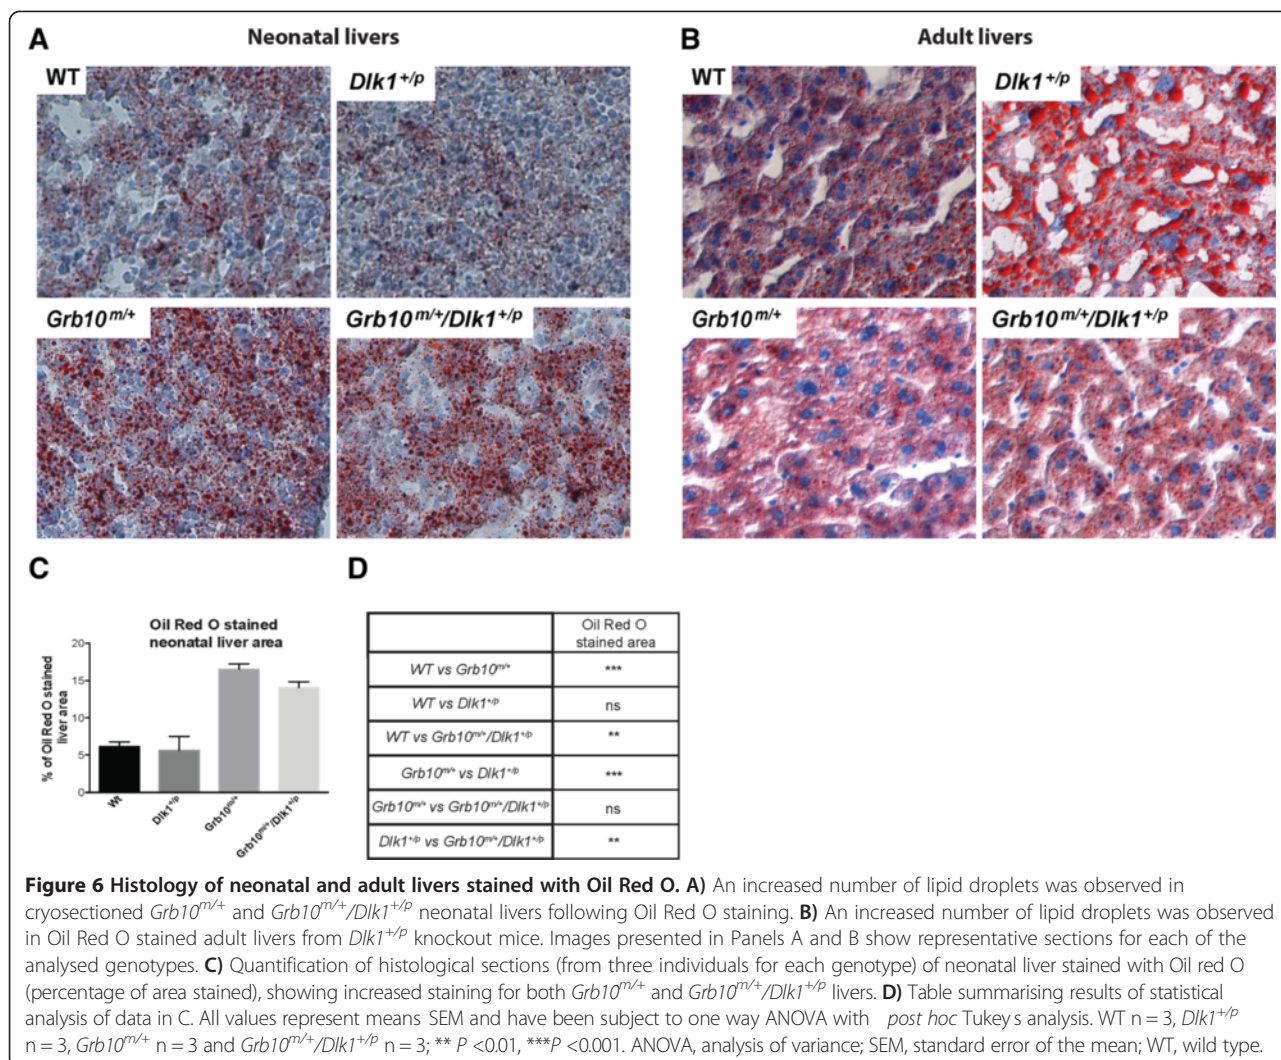 A Neonatal livers
B Adult livers
WT
Dlk1+/p
WT
Dlk1+/p
Grb10m/+
Grb10m/+/Dlk1+/p
Grb10m/+
Grb10m/+/Dlk1+/p
C
D
Oil Red O stained
neonatal liver area
% of Oil Red O stained
liver area
20
15
10
5
0
Wt
Dlk1+/p
Grb10m/+
Grb10m/+/Dlk1+/p
Oil Red O
stained area
WT vs Grb10m/+ ***
WT vs Dlk1+/p ns
WT vs Grb10m/+/Dlk1+/p **
Grb10m/+ vs Dlk1+/p ***
Grb10m/+ vs Grb10m/+/Dlk1+/p ns
Dlk1+/p vs Grb10m/+/Dlk1+/p **
Figure 6 Histology of neonatal and adult livers stained with Oil Red O. A) An increased number of lipid droplets was observed in
cryosectioned Grb10m/+ and Grb10m/+/Dlk1+/p neonatal livers following Oil Red O staining. B) An increased number of lipid droplets was observed
in Oil Red O stained adult livers from Dlk1+/p knockout mice. Images presented in Panels A and B show representative sections for each of the
analysed genotypes. C) Quantification of histological sections (from three individuals for each genotype) of neonatal liver stained with Oil red O
(percentage of area stained), showing increased staining for both Grb10m/+ and Grb10m/+/Dlk1+/p livers. D) Table summarising results of statistical
analysis of data in C. All values represent means SEM and have been subject to one way ANOVA with post hoc Tukey s analysis. WT n = 3, Dlk1+/p
n = 3, Grb10m/+ n = 3 and Grb10m/+/Dlk1+/p n = 3; ** P <0.01, ***P <0.001. ANOVA, analysis of variance; SEM, standard error of the mean; WT, wild type.